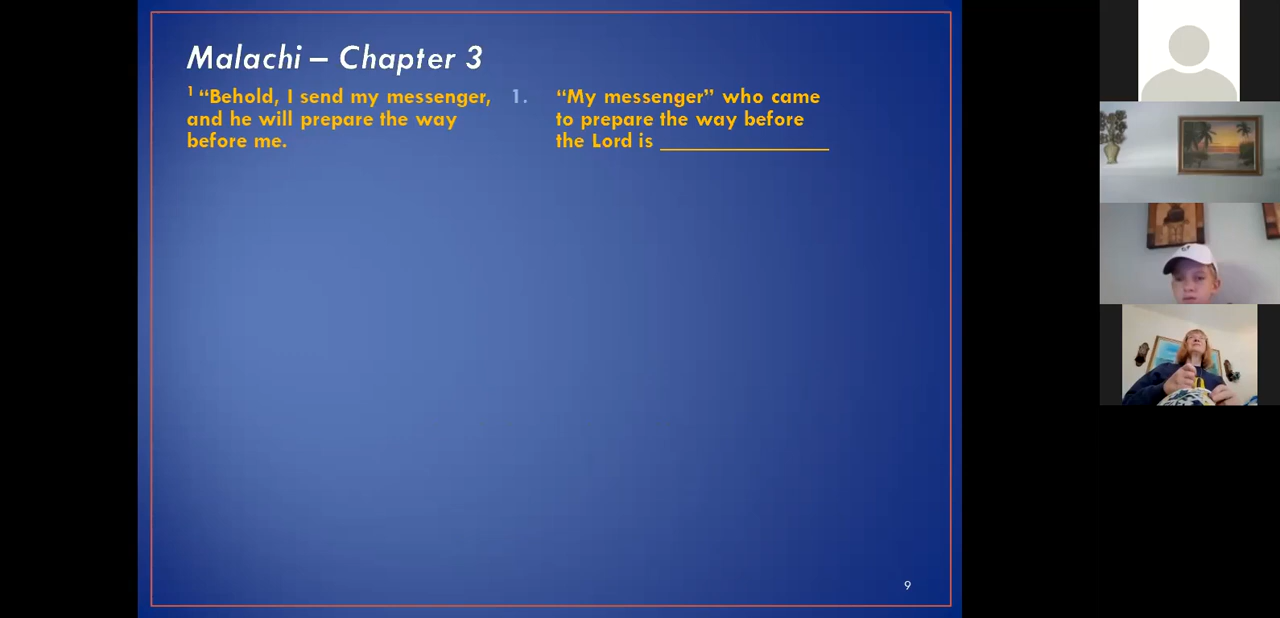 Malachi – Chapter 3
1 “Behold, I send my messenger,
and he will prepare the way
before me.
1. “My messenger” who came
to prepare the way before
the Lord is ________________
9